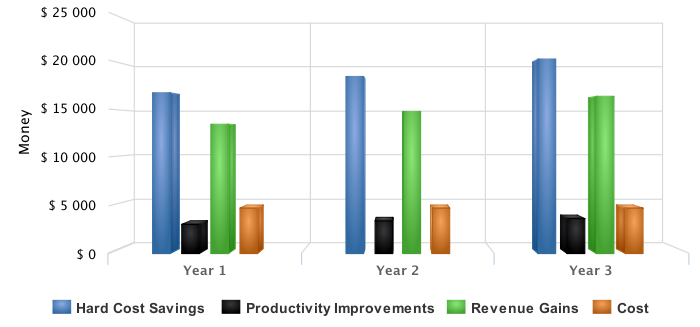 $ 25 000
$ 20 000
$ 15 000
$ 10 000
$ 5 000
$ 0
Money
Year 1 Year 2 Year 3
Hard Cost Savings Productivity Improvements Revenue Gains Cost